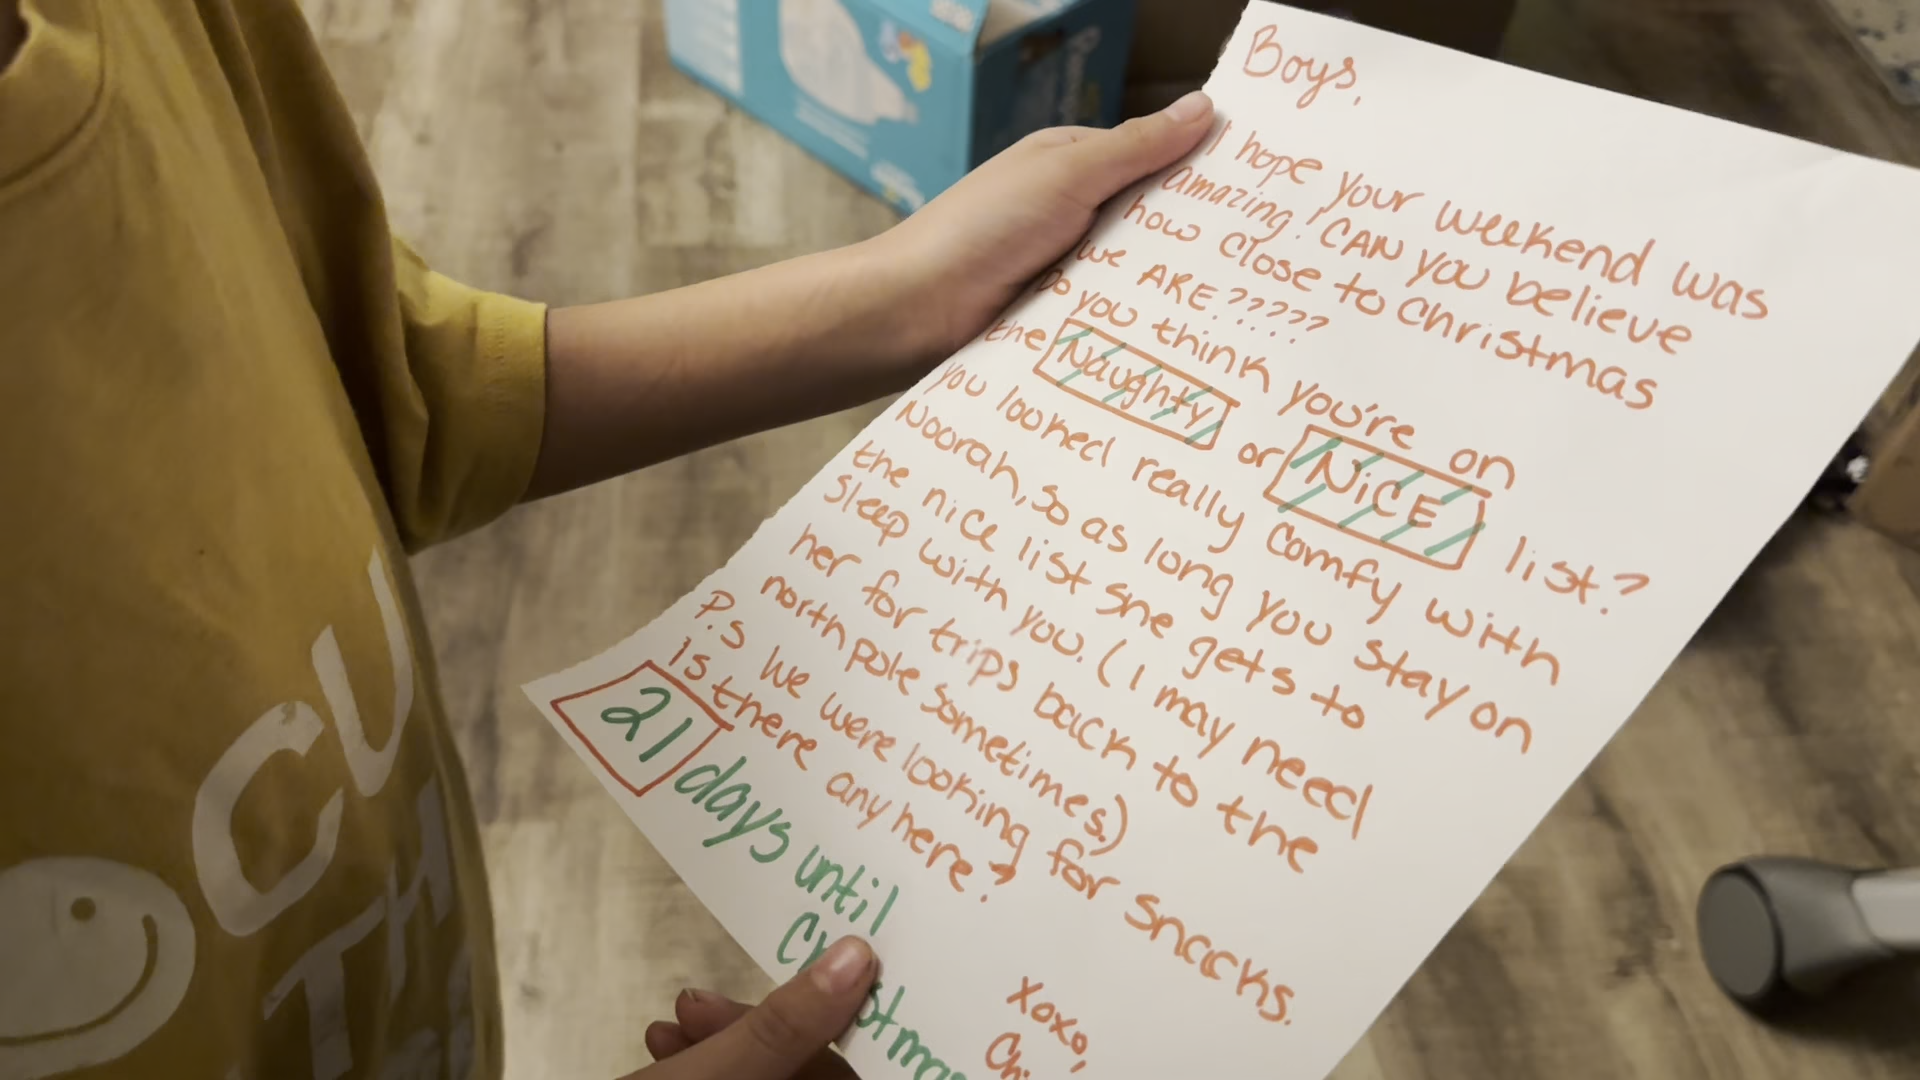 Boys,
I hope your weekend was
amazing! CAN you believe
how close to Christmas
we ARE?????
Do you think you're on
the Naughty or NiCE list?
you looked really comfy with
Noorah, so as long you stay on
the nice list she gets to
sleep with you. (I may need
her for trips back to the
north pole sometimes.)
P.S we were looking for snacks.
is there any here?
21 days until
xoxo,
CU
TH